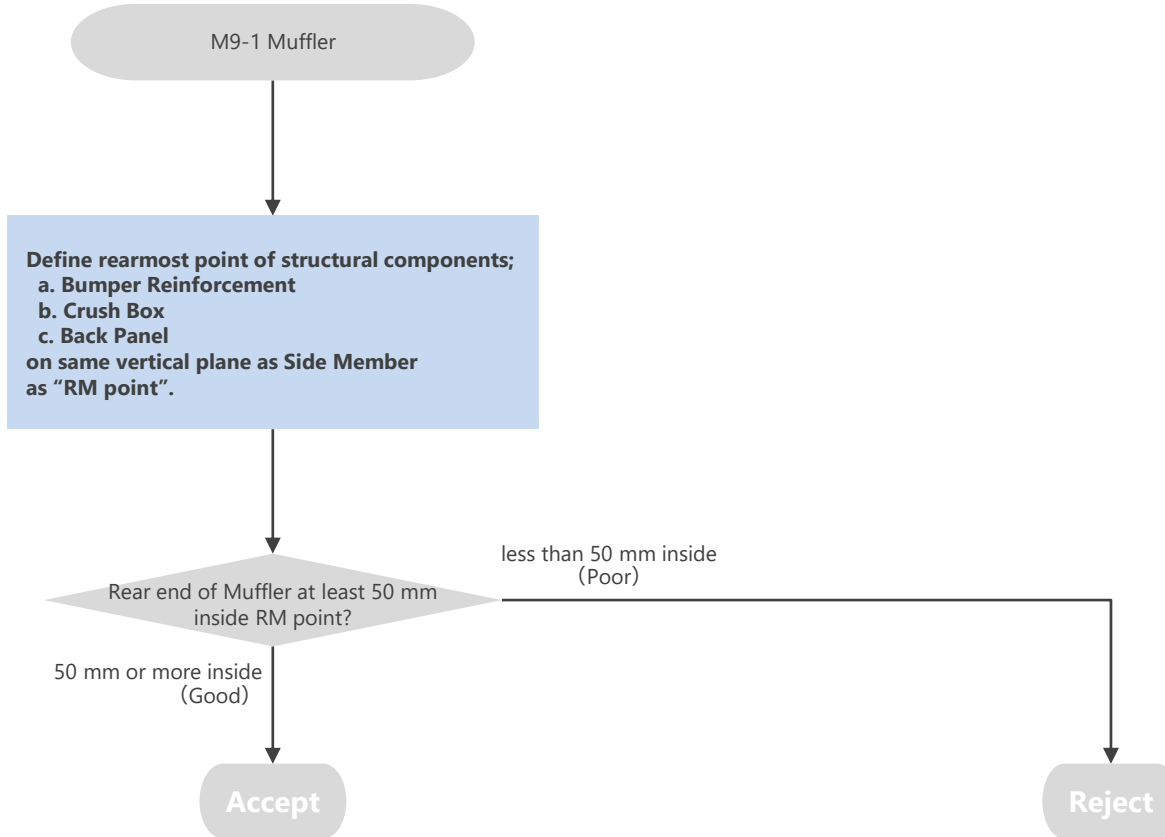 M9-1 Muffler
Define rearmost point of structural components;
a. Bumper Reinforcement
b. Crush Box
c. Back Panel
on same vertical plane as Side Member
as “RM point”.
less than 50 mm inside
（Poor）
Rear end of Muffler at least 50 mm
inside RM point?
50 mm or more inside
（Good）
Accept
Reject